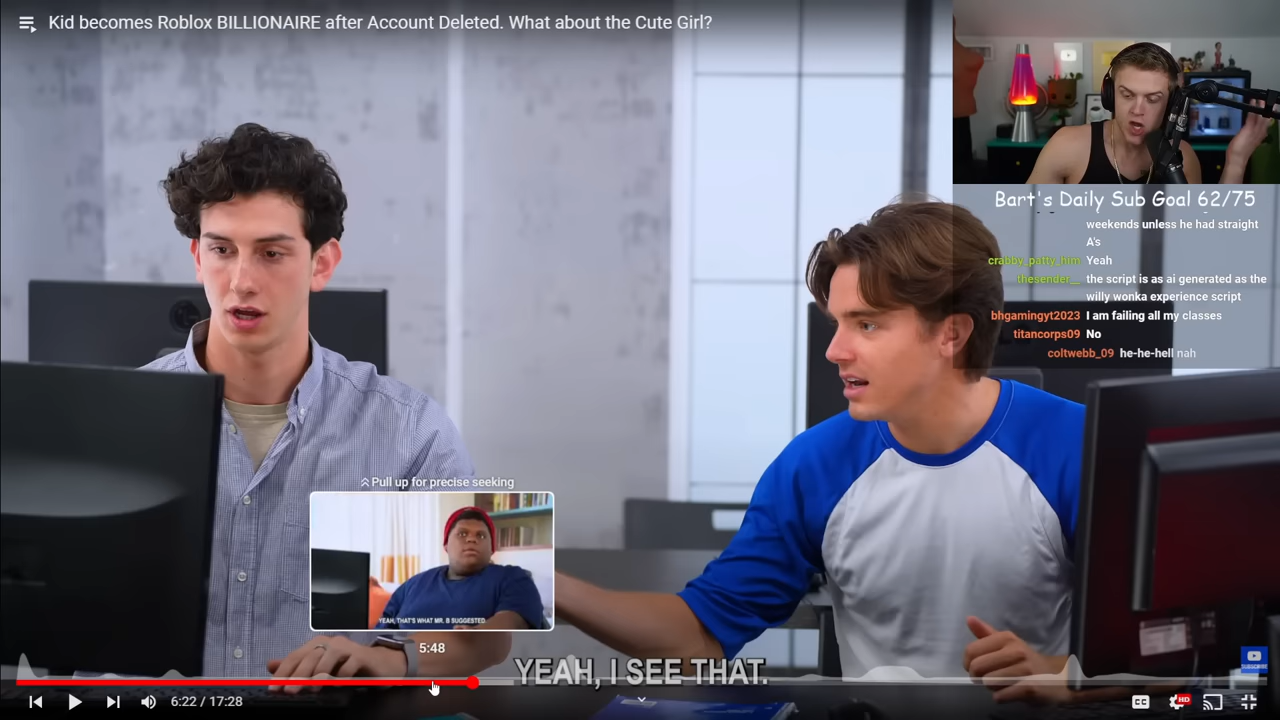 Kid becomes Roblox BILLIONAIRE after Account Deleted. What about the Cute Girl?
Bart's Daily Sub Goal 62/75
weekends unless he had straight
A's
crabby_patty_him Yeah
thesender__ the script is as ai generated as the
willy wonka experience script
bhgamingyt2023 I am failing all my classes
titancorps09 No
coltwebb_09 he-he-hell nah
Pull up for precise seeking
YEAH, THAT'S WHAT MR. B SUGGESTED.
5:48
YEAH, I SEE THAT.
SUBSCRIBE
6:22 / 17:28
CC
HD